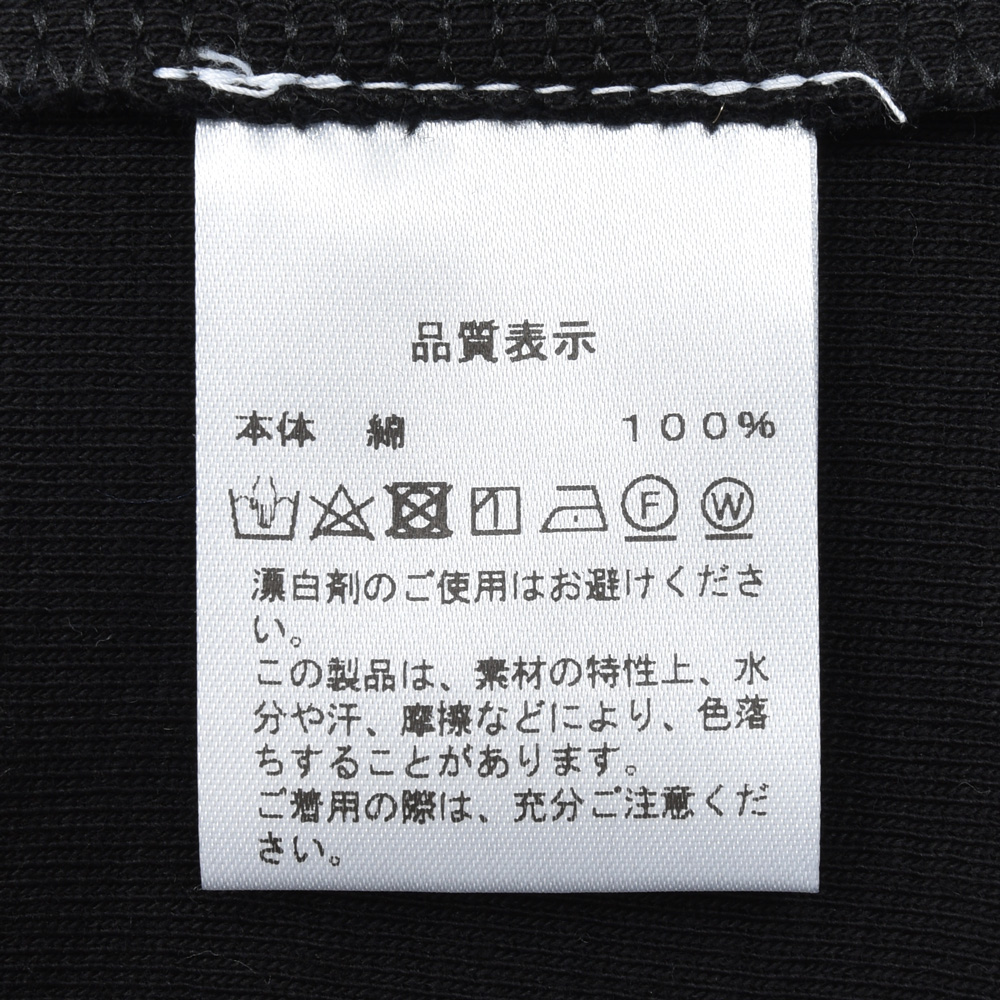 品質表示
本体 綿 100%
F W
漂白剤のご使用はお避けくださ
い。
この製品は、素材の特性上、水
分や汗、摩擦などにより、色落
ちすることがあります。
ご着用の際は、充分ご注意くだ
さい。